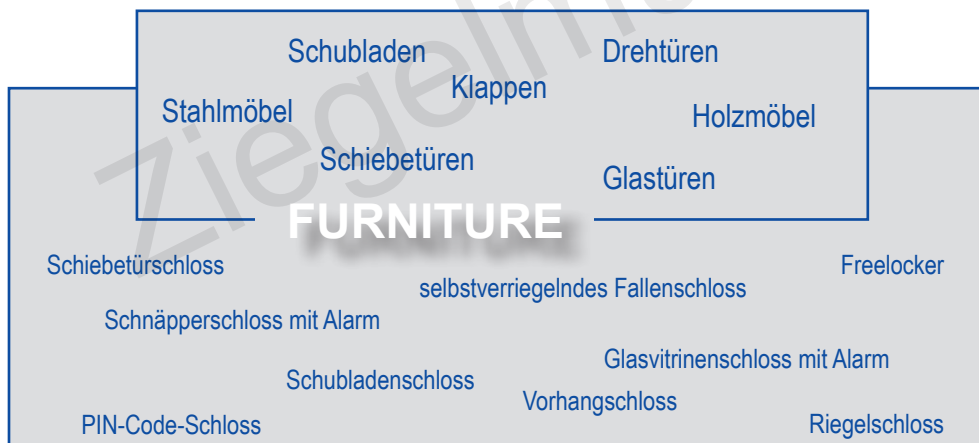 Schubladen
Drehtüren
Klappen
Stahlmöbel
Holzmöbel
Schiebetüren
Glastüren
FURNITURE
Schiebetürschloss
Freelocker
selbstverriegelndes Fallenschloss
Schnäpperschloss mit Alarm
Glasvitrinenschloss mit Alarm
Schubladenschloss
Vorhangschloss
PIN-Code-Schloss
Riegelschloss